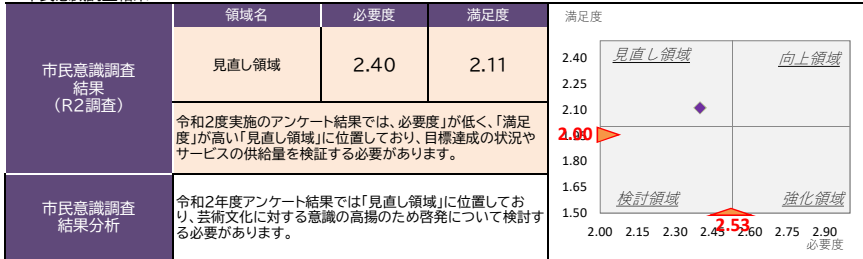 領域名 必要度 満足度
市民意識調査
結果
（R2調査）
見直し領域 2.40 2.11
令和2度実施のアンケート結果では、必要度」が低く、「満足
度」が高い「見直し領域」に位置しており、目標達成の状況や
サービスの供給量を検証する必要があります。
市民意識調査
結果分析
令和2年度アンケート結果では「見直し領域」に位置してお
り、芸術文化に対する意識の高揚のため啓発について検討す
る必要があります。
満足度
見直し領域 向上領域
2.40
2.25
2.10
1.95
2.00
1.80
1.65
1.50
検討領域 強化領域
2.53
2.00 2.15 2.30 2.45 2.60 2.75 2.90
必要度